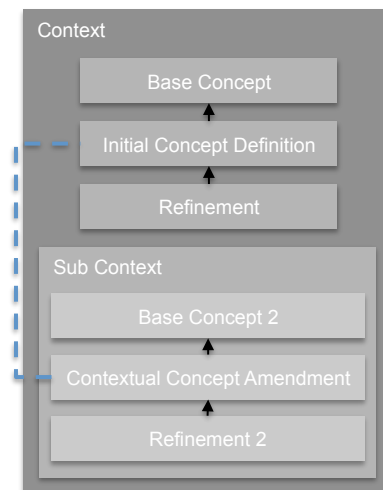 Context
Base Concept
Initial Concept Definition
Refinement
Sub Context
Base Concept 2
Contextual Concept Amendment
Refinement 2